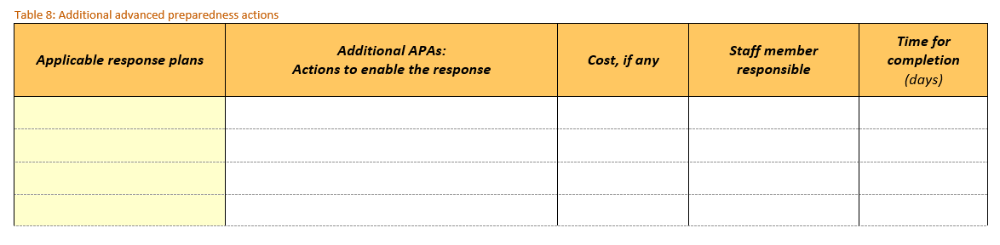 Table 8: Additional advanced preparedness actions
Applicable response plans
Additional APAs:
Actions to enable the response
Cost, if any
Staff member
responsible
Time for
completion
(days)